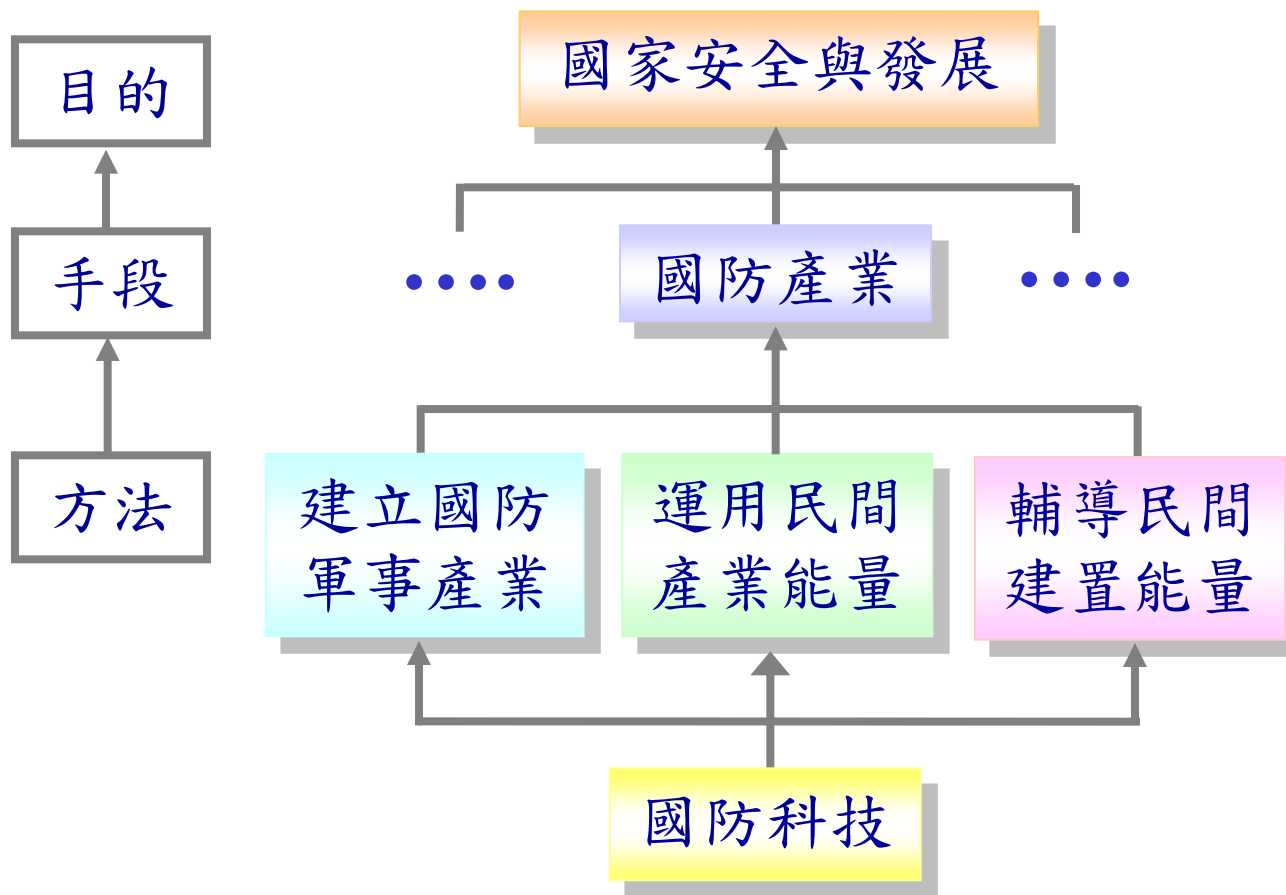 目的
國家安全與發展
手段
••••
國防產業
••••
方法
建立國防
軍事產業
運用民間
產業能量
輔導民間
建置能量
國防科技